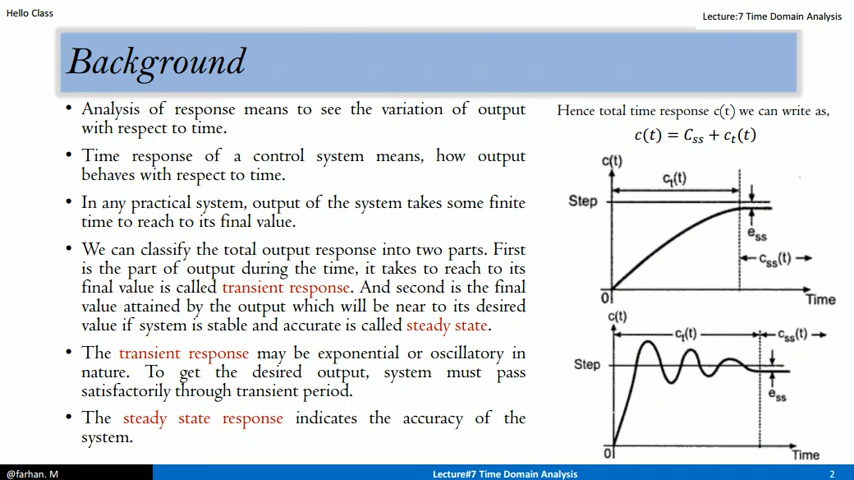 Hello Class
Lecture:7 Time Domain Analysis
Background
• Analysis of response means to see the variation of output
with respect to time.
• Time response of a control system means, how output
behaves with respect to time.
• In any practical system, output of the system takes some finite
time to reach to its final value.
• We can classify the total output response into two parts. First
is the part of output during the time, it takes to reach to its
final value is called transient response. And second is the final
value attained by the output which will be near to its desired
value if system is stable and accurate is called steady state.
• The transient response may be exponential or oscillatory in
nature. To get the desired output, system must pass
satisfactorily through transient period.
• The steady state response indicates the accuracy of the
system.
Hence total time response c(t) we can write as,
c(t) = Css + ct(t)
c(t)
ct(t)
Step
ess
css(t)
0
Time
c(t)
ct(t)
css(t)
Step
ess
0
Time
@farhan. M
Lecture#7 Time Domain Analysis
2